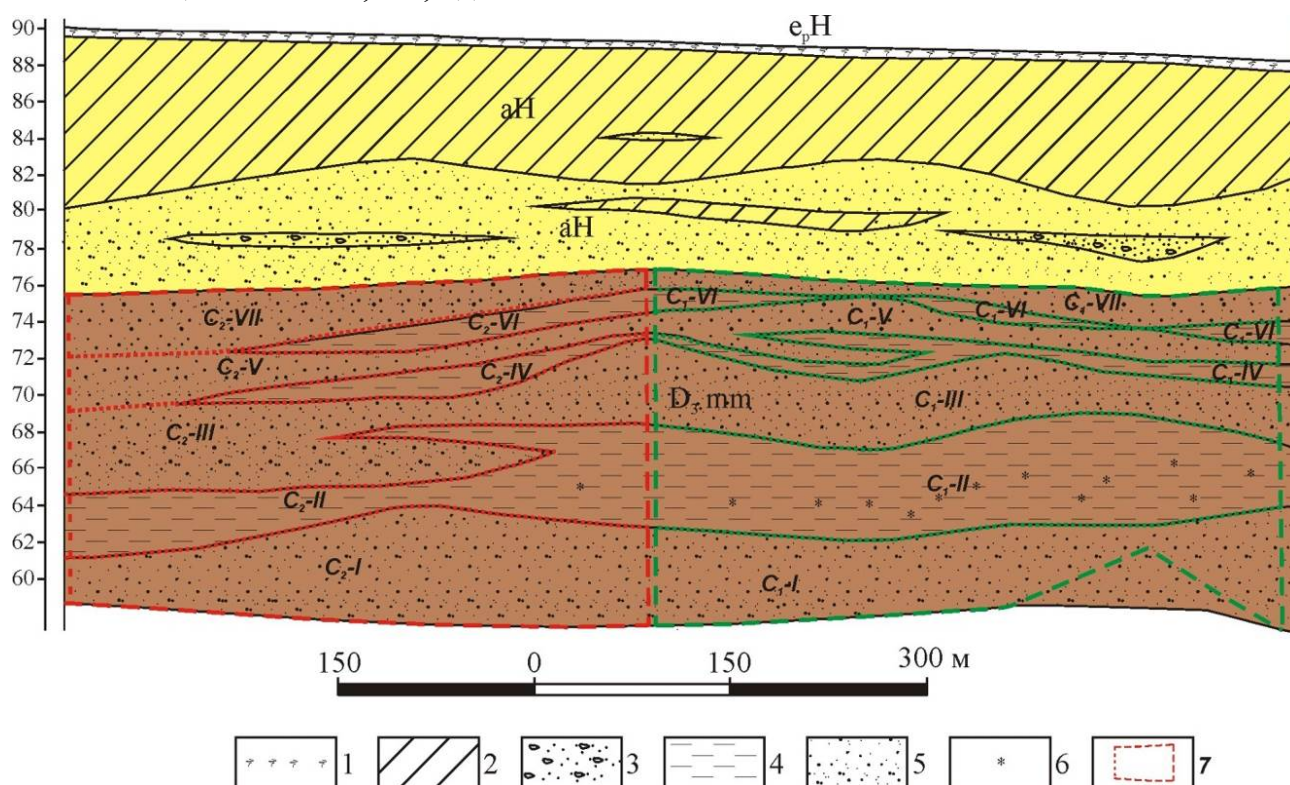 90
e_pH
88
86
aH
84
82
80
aH
78
76
C₁-VI
C₁-VII
C₂-VII
C₂-VI
C₁-V
C₁-VI
74
C₁-VI
C₂-V
72
C₂-IV
C₁-IV
70
D₃ mm
C₁-III
C₂-III
68
66
C₂-II
C₁-II
64
62
C₂-I
C₁-I
60
150 0 150 300 м
1 2 3 4 5 6 7